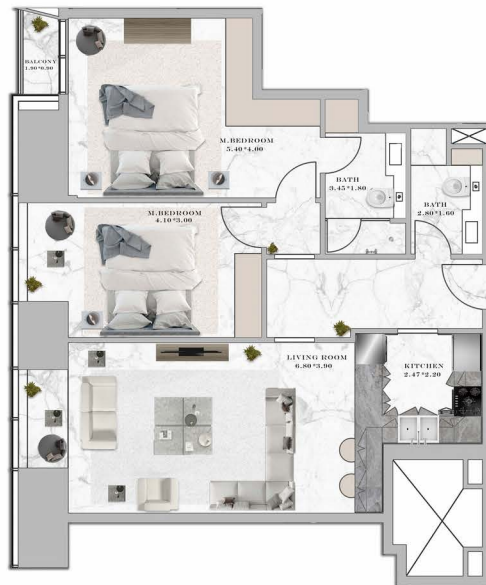 BALCONY
1.90*0.90
M.BEDROOM
5.40*4.00
BATH
3.45*1.80
BATH
2.80*1.60
M.BEDROOM
4.10*3.00
LIVING ROOM
6.80*3.90
KITCHEN
2.47*2.20